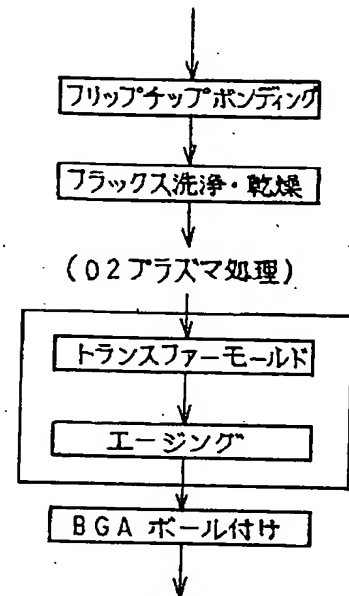 フリップチップボンディング
フラックス洗浄・乾燥
(O2プラズマ処理)
トランスファーモールド
エージング
BGA ボール付け